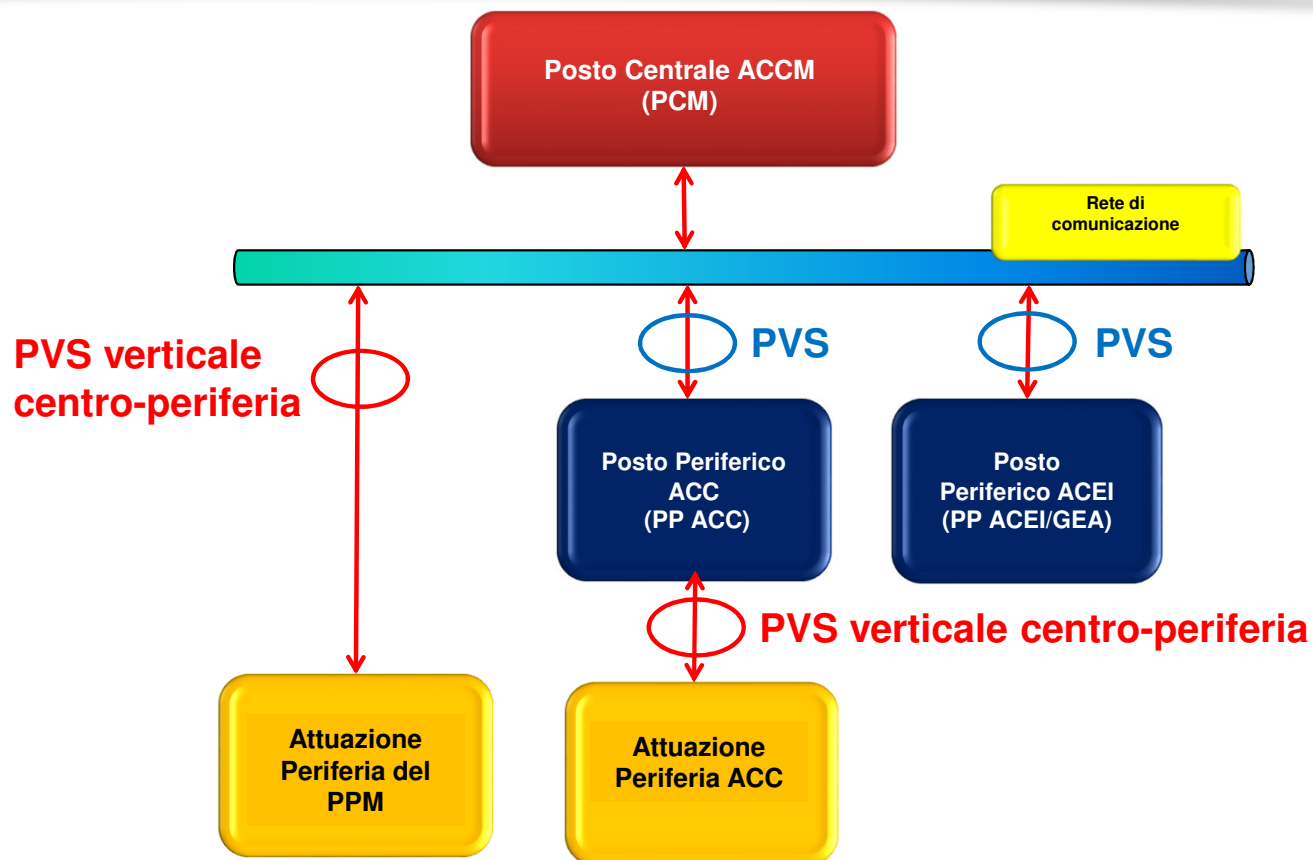 Posto Centrale ACCM
(PCM)
Rete di
comunicazione
PVS verticale
centro-periferia
PVS
PVS
Posto Periferico
ACC
(PP ACC)
Posto
Periferico ACEI
(PP ACEI/GEA)
PVS verticale centro-periferia
Attuazione
Periferia del
PPM
Attuazione
Periferia ACC